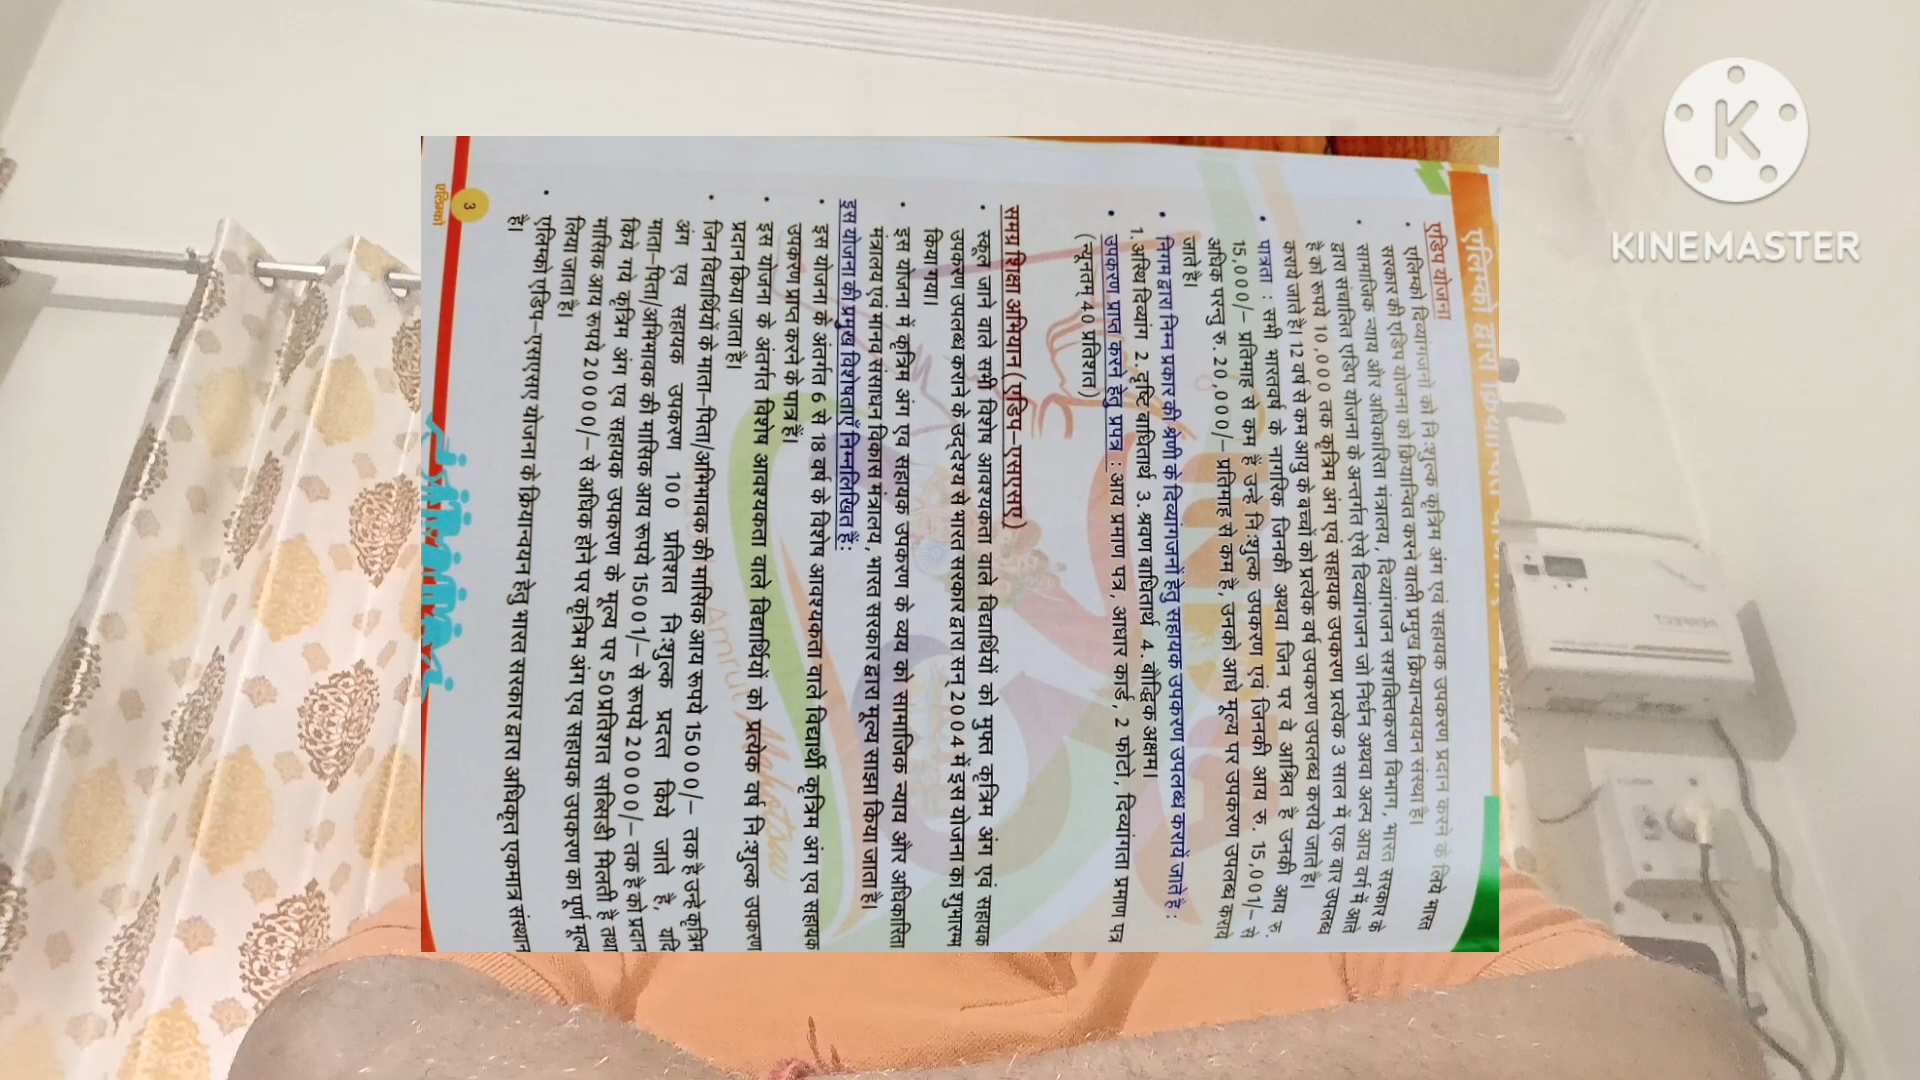 एडिप योजना
• एलिम्को दिव्यांगजनो को नि:शुल्क कृत्रिम अंग एवं सहायक उपकरण प्रदान करने के लिये भारत
सरकार की एडिप योजना को क्रियान्वित करने वाली प्रमुख क्रियान्वयन संस्था है।
• सामाजिक न्याय और अधिकारिता मंत्रालय, दिव्यांगजन सशक्तिकरण विभाग, भारत सरकार के
द्वारा संचालित एडिप योजना के अन्तर्गत ऐसे दिव्यांगजन जो निर्धन अथवा अल्प आय वर्ग में आते
है को रूपये 10,000 तक कृत्रिम अंग एवं सहायक उपकरण प्रत्येक 3 साल में एक बार उपलब्ध
कराये जाते है। 12 वर्ष से कम आयु के बच्चों को प्रत्येक वर्ष उपकरण उपलब्ध कराये जाते है।
• पात्रता : सभी भारतवर्ष के नागरिक जिनकी अथवा जिन पर वे आश्रित है उनकी आय रु.
15,000/- प्रतिमाह से कम हैं उन्हें नि:शुल्क उपकरण एवं जिनकी आय रु. 15,001/- से
अधिक परन्तु रु. 20,000/-प्रतिमाह से कम है, उनको आधे मूल्य पर उपकरण उपलब्ध कराये
जाते है।
• निगम द्वारा निम्न प्रकार की श्रेणी के दिव्यांगजनों हेतु सहायक उपकरण उपलब्ध करायें जाते है :
1. अस्थि दिव्यांग 2. दृष्टि बाधितार्थ 3. श्रवण बाधितार्थ 4. बौद्धिक अक्षम।
• उपकरण प्राप्त करने हेतु प्रपत्र : आय प्रमाण पत्र, आधार कार्ड, 2 फोटो, दिव्यांगता प्रमाण पत्र
(न्यूनतम् 40 प्रतिशत)
समग्र शिक्षा अभियान (एडिप-एसएसए)
• स्कूल जाने वाले सभी विशेष आवश्यकता वाले विद्यार्थियों को मुफ्त कृत्रिम अंग एवं सहायक
उपकरण उपलब्ध कराने के उद्देश्य से भारत सरकार द्वारा सन् 2004 में इस योजना का शुभारम्भ
किया गया।
• इस योजना में कृत्रिम अंग एव सहायक उपकरण के व्यय को सामाजिक न्याय और अधिकारिता
मंत्रालय एवं मानव संसाधन विकास मंत्रालय, भारत सरकार द्वारा मूल्य साझा किया जाता है।
इस योजना की प्रमुख विशेषताएँ निम्नलिखित हैं:
• इस योजना के अंतर्गत 6 से 18 वर्ष के विशेष आवश्यकता वाले विद्यार्थी कृत्रिम अंग एव सहायक
उपकरण प्राप्त करने के पात्र हैं।
• इस योजना के अंतर्गत विशेष आवश्यकता वाले विद्यार्थियों को प्रत्येक वर्ष नि:शुल्क उपकरण
प्रदान किया जाता है।
• जिन विद्यार्थियों के माता-पिता/अभिभावक की मासिक आय रूपये 15000/- तक है उन्हे कृत्रिम
अंग एव सहायक उपकरण 100 प्रतिशत नि:शुल्क प्रदत्त किये जाते है, यदि
माता-पिता/अभिभावक की मासिक आय रूपये 15001/- से रूपये 20000/- तक है को प्रदान
किये गये कृत्रिम अंग एव सहायक उपकरण के मूल्य पर 50प्रतिशत सब्सिडी मिलती है तथा
मासिक आय रूपये 20000/- से अधिक होने पर कृत्रिम अंग एव सहायक उपकरण का पूर्ण मूल्य
लिया जाता है।
• एलिम्को एडिप-एसएसए योजना के क्रियान्वयन हेतु भारत सरकार द्वारा अधिकृत एकमात्र संस्थान
है।
3
एलिम्को
Amrut Mahotsav
KINEMASTER